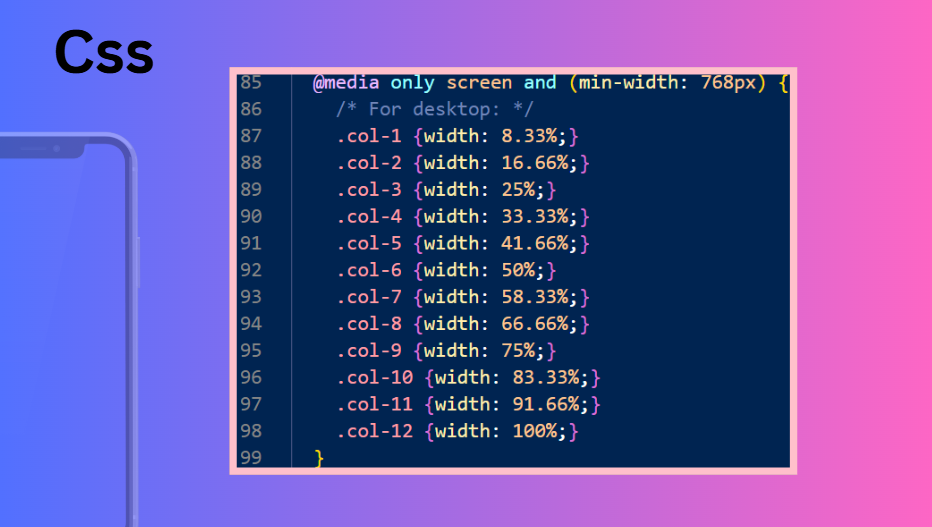 Css
85 @media only screen and (min-width: 768px) {
86 /* For desktop: */
87 .col-1 {width: 8.33%;}
88 .col-2 {width: 16.66%;}
89 .col-3 {width: 25%;}
90 .col-4 {width: 33.33%;}
91 .col-5 {width: 41.66%;}
92 .col-6 {width: 50%;}
93 .col-7 {width: 58.33%;}
94 .col-8 {width: 66.66%;}
95 .col-9 {width: 75%;}
96 .col-10 {width: 83.33%;}
97 .col-11 {width: 91.66%;}
98 .col-12 {width: 100%;}
99 }